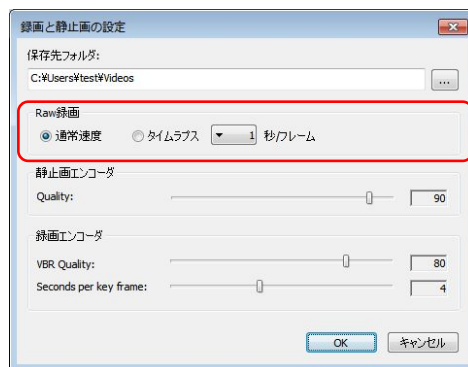 録画と静止画の設定
保存先フォルダ:
C:¥Users¥test¥Videos
...
Raw録画
通常速度 タイムラプス 1 秒/フレーム
静止画エンコーダ
Quality: 90
録画エンコーダ
VBR Quality: 80
Seconds per key frame: 4
OK キャンセル